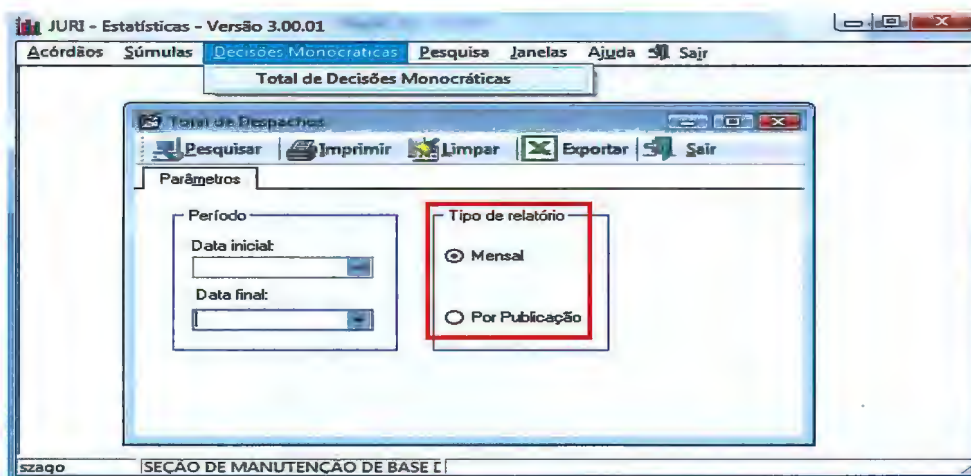 JURI - Estatísticas - Versão 3.00.01
Acórdãos Súmulas Decisões Monocráticas Pesquisa Janelas Ajuda Sair
Total de Decisões Monocráticas
Total de Despachos
Pesquisar Imprimir Limpar Exportar Sair
Parâmetros
Período
Tipo de relatório
Data inicial:
Mensal
Data final:
Por Publicação
szago SEÇÃO DE MANUTENÇÃO DE BASE D